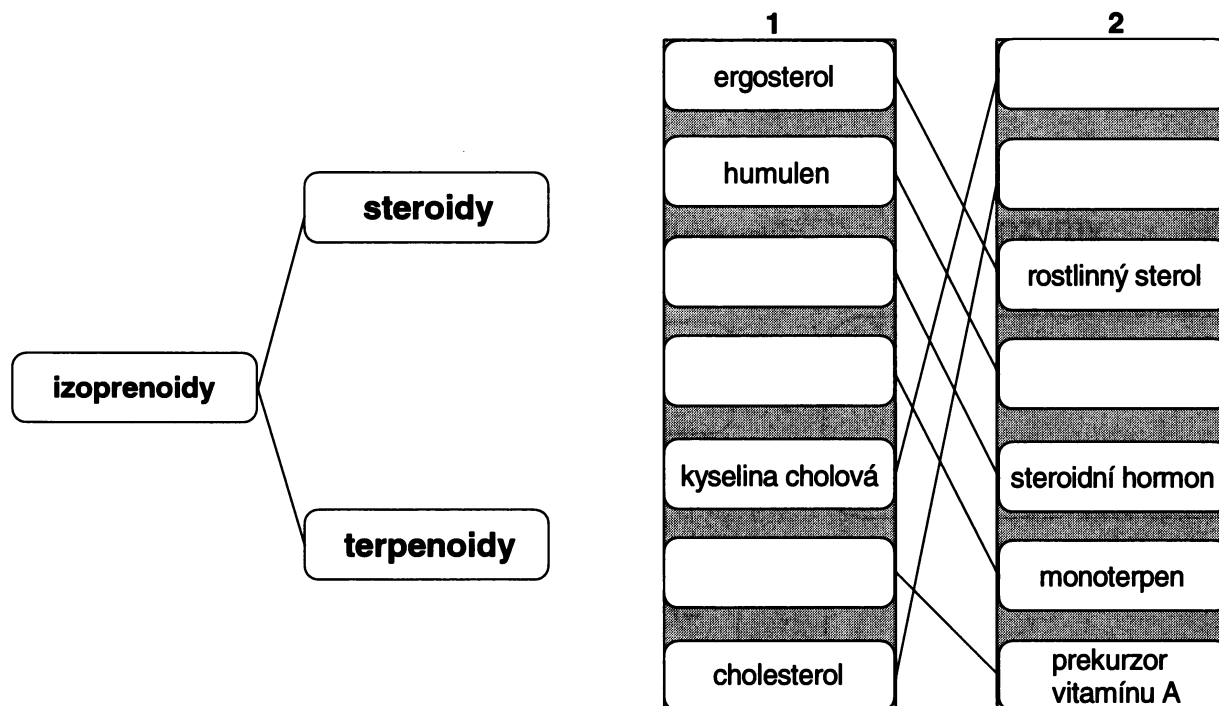 1
2
ergosterol
humulen
steroidy
rostlinný sterol
izoprenoidy
kyselina cholová
steroidní hormon
terpenoidy
monoterpen
cholesterol
prekurzor
vitamínu A